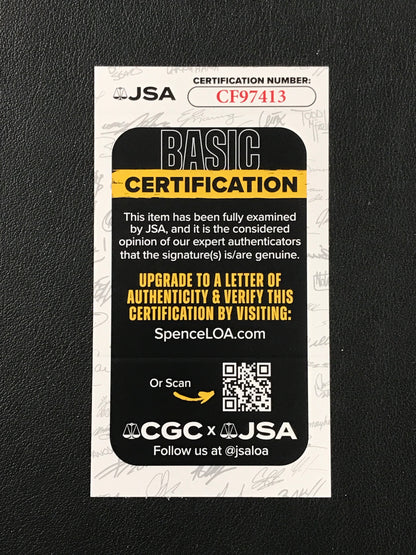 JSA
CERTIFICATION NUMBER:
CF97413
BASIC
CERTIFICATION
This item has been fully examined
by JSA, and it is the considered
opinion of our expert authenticators
that the signature(s) is/are genuine.
UPGRADE TO A LETTER OF
AUTHENTICITY & VERIFY THIS
CERTIFICATION BY VISITING:
SpenceLOA.com
Or Scan
CGC x JSA
Follow us at @jsaloa